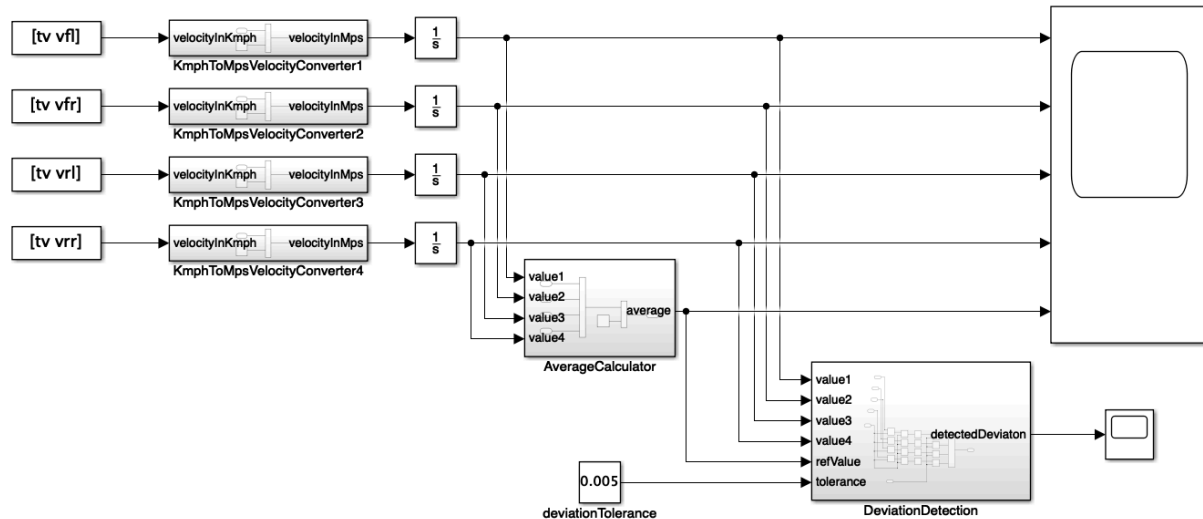 [tv vfl]
velocityInKmph
velocityInMps
1
s
KmphToMpsVelocityConverter1
[tv vfr]
velocityInKmph
velocityInMps
1
s
KmphToMpsVelocityConverter2
[tv vrl]
velocityInKmph
velocityInMps
1
s
KmphToMpsVelocityConverter3
[tv vrr]
velocityInKmph
velocityInMps
1
s
KmphToMpsVelocityConverter4
value1
value2
value3
value4
average
AverageCalculator
value1
value2
value3
value4
refValue
tolerance
detectedDeviaton
DeviationDetection
0.005
deviationTolerance